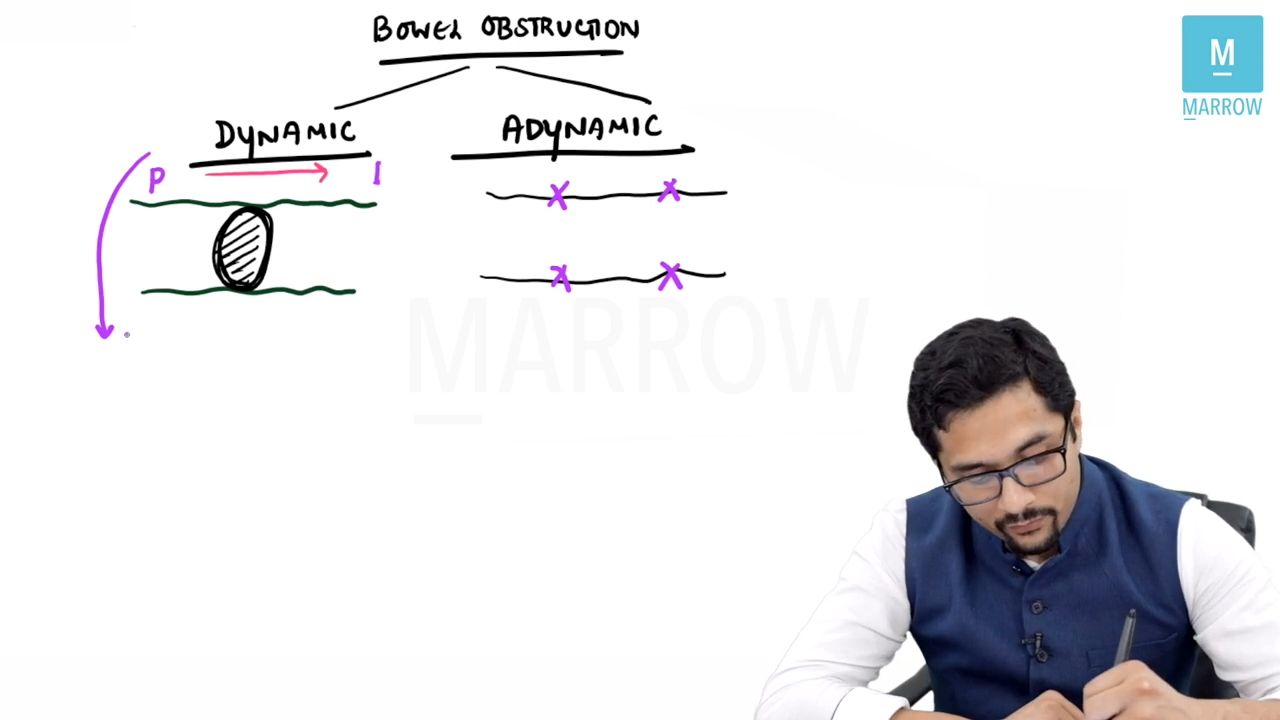 BOWEL OBSTRUCTION
M
MARROW
DYNAMIC
ADYNAMIC
P
I
MARROW